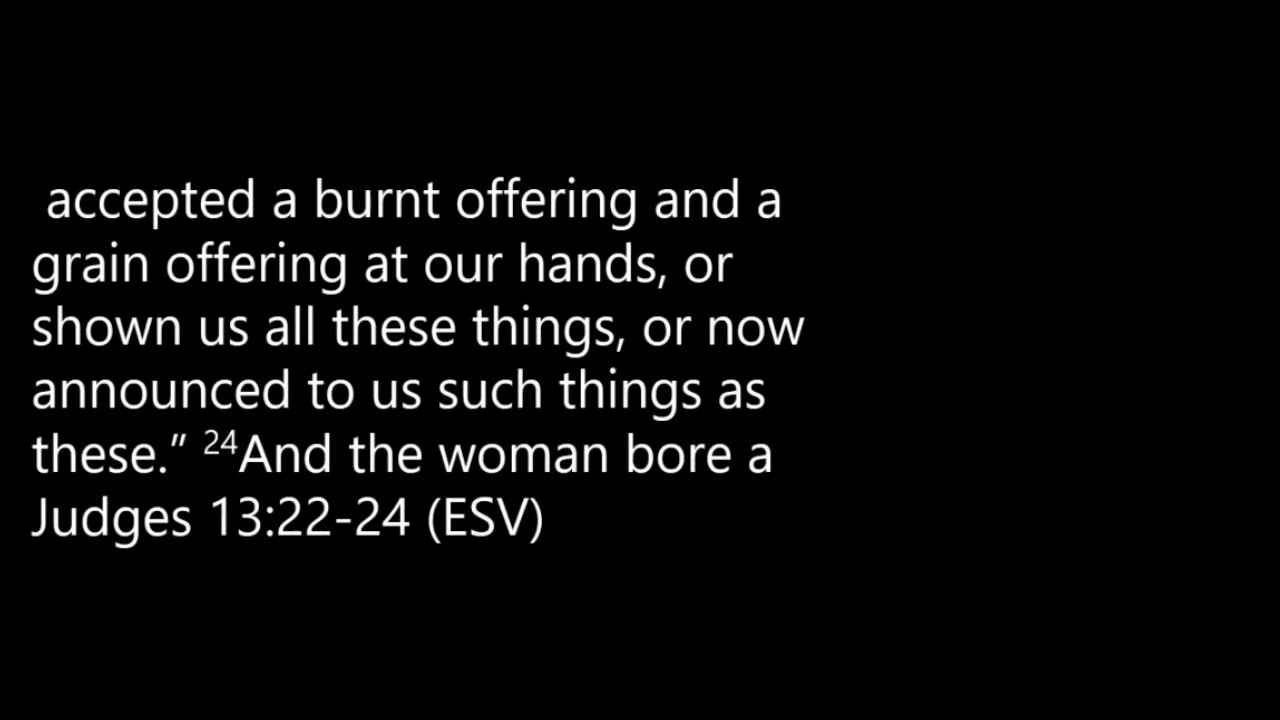 accepted a burnt offering and a
grain offering at our hands, or
shown us all these things, or now
announced to us such things as
these.” ²⁴And the woman bore a
Judges 13:22-24 (ESV)